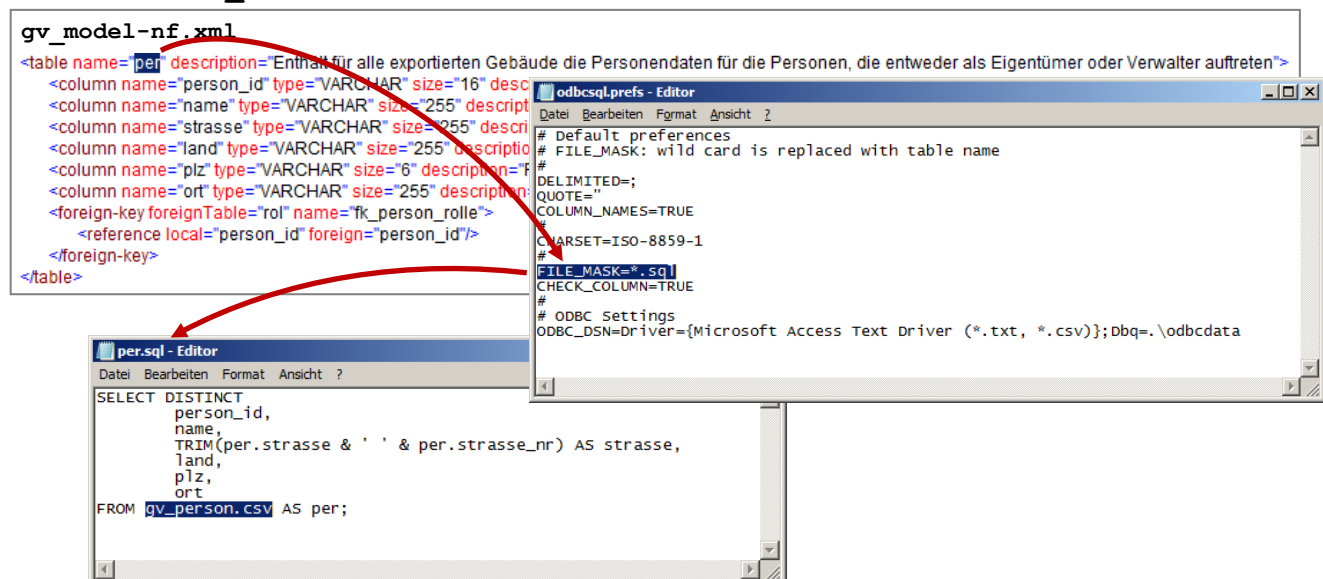 gv_model-nf.xml
<table name="per" description="Enthält für alle exportierten Gebäude die Personendaten für die Personen, die entweder als Eigentümer oder Verwalter auftreten">
<column name="person_id" type="VARCHAR" size="16" desc
<column name="name" type="VARCHAR" size="255" descript
<column name="strasse" type="VARCHAR" size="255" descri
<column name="land" type="VARCHAR" size="255" descriptio
<column name="plz" type="VARCHAR" size="6" description="F
<column name="ort" type="VARCHAR" size="255" description=
<foreign-key foreignTable="rol" name="fk_person_rolle">
<reference local="person_id" foreign="person_id"/>
</foreign-key>
</table>
odbcsql.prefs - Editor
Datei Bearbeiten Format Ansicht ?
# Default preferences
# FILE_MASK: wild card is replaced with table name
#
DELIMITED=;
QUOTE="
COLUMN_NAMES=TRUE
#
CHARSET=ISO-8859-1
#
FILE_MASK=*.sql
CHECK_COLUMN=TRUE
#
# ODBC Settings
ODBC_DSN=Driver={Microsoft Access Text Driver (*.txt, *.csv)};Dbq=.\odbcdata
per.sql - Editor
Datei Bearbeiten Format Ansicht ?
SELECT DISTINCT
person_id,
name,
TRIM(per.strasse & ' ' & per.strasse_nr) AS strasse,
land,
plz,
ort
FROM gv_person.csv AS per;